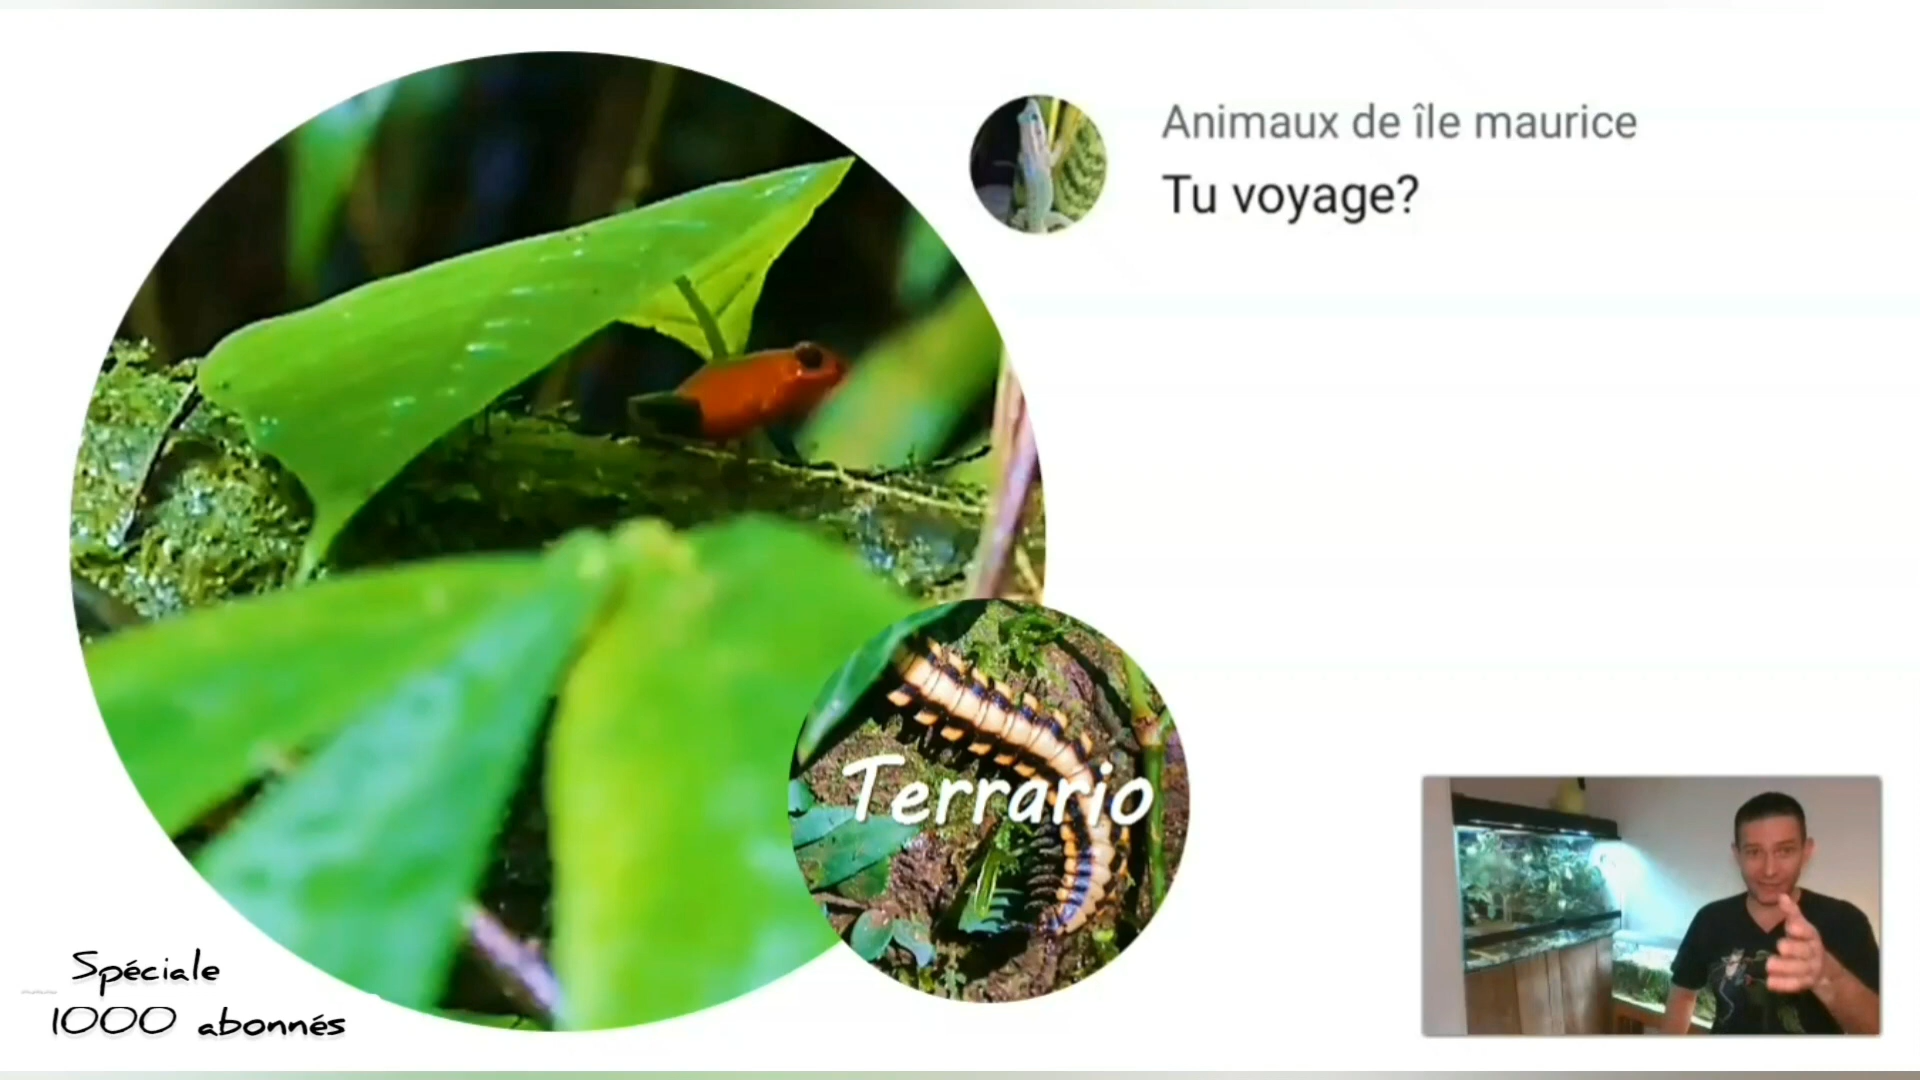 Animaux de île maurice
Tu voyage?
Terrario
Spéciale
1000 abonnés